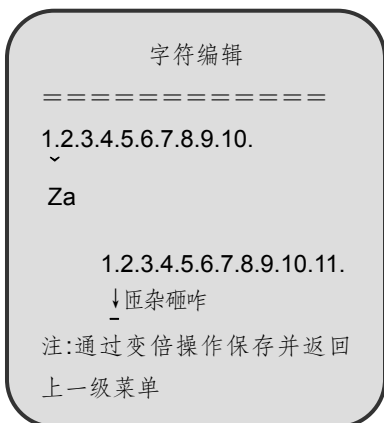 字符编辑
============
1.2.3.4.5.6.7.8.9.10.
ˇ
Za
1.2.3.4.5.6.7.8.9.10.11.
↓匝杂砸咋
注:通过变倍操作保存并返回
上一级菜单